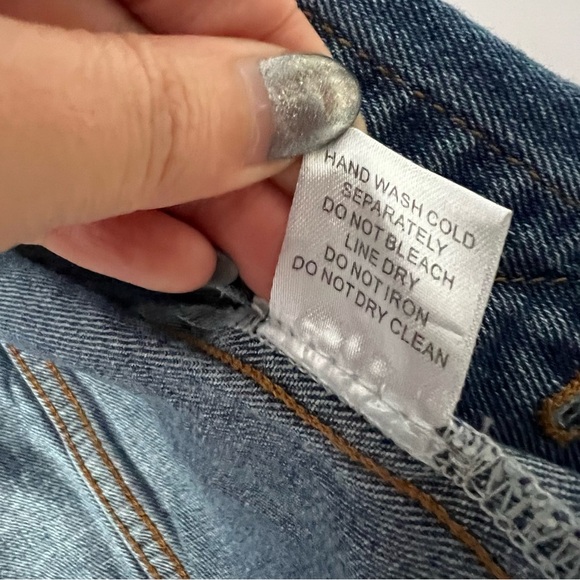 HAND WASH COLD
SEPARATELY
DO NOT BLEACH
LINE DRY
DO NOT IRON
DO NOT DRY CLEAN